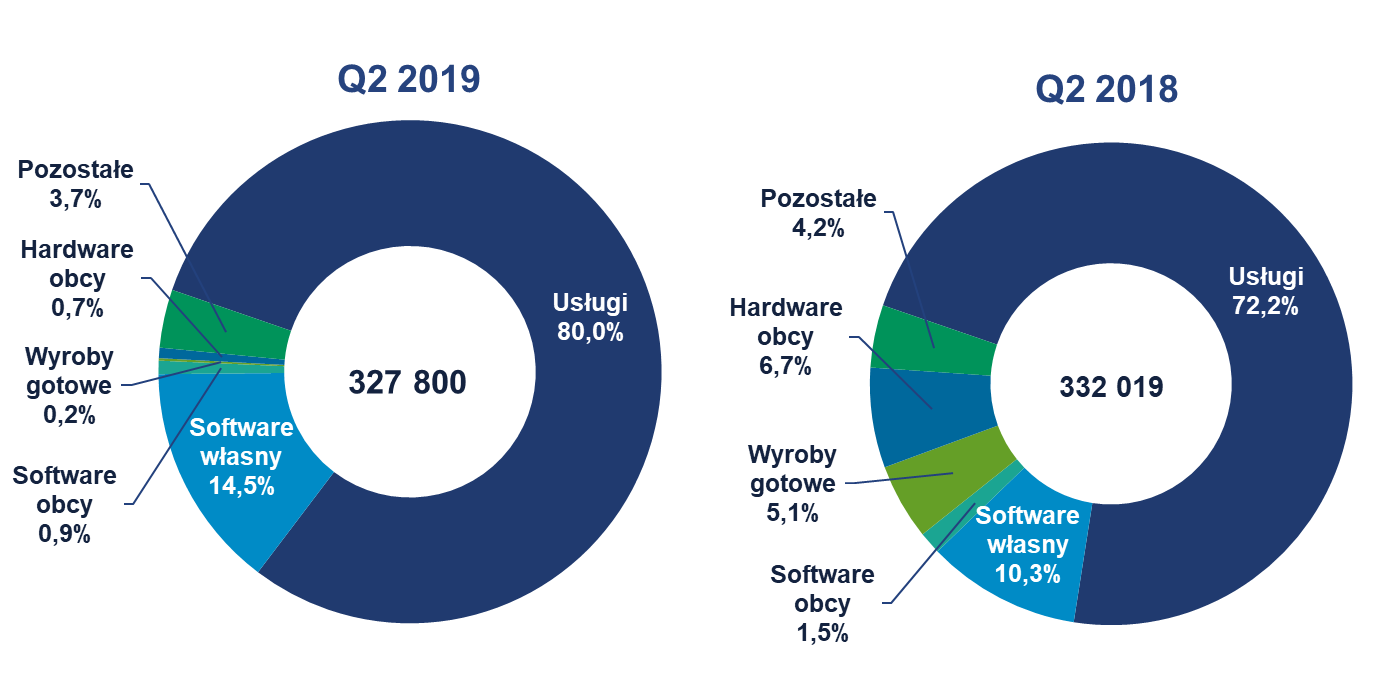 Q2 2019
Pozostałe
3,7%
Hardware
obcy
0,7%
Wyroby
gotowe
0,2%
Software
obcy
0,9%
Software
własny
14,5%
Usługi
80,0%
327 800
Q2 2018
Pozostałe
4,2%
Hardware
obcy
6,7%
Wyroby
gotowe
5,1%
Software
obcy
1,5%
Software
własny
10,3%
Usługi
72,2%
332 019